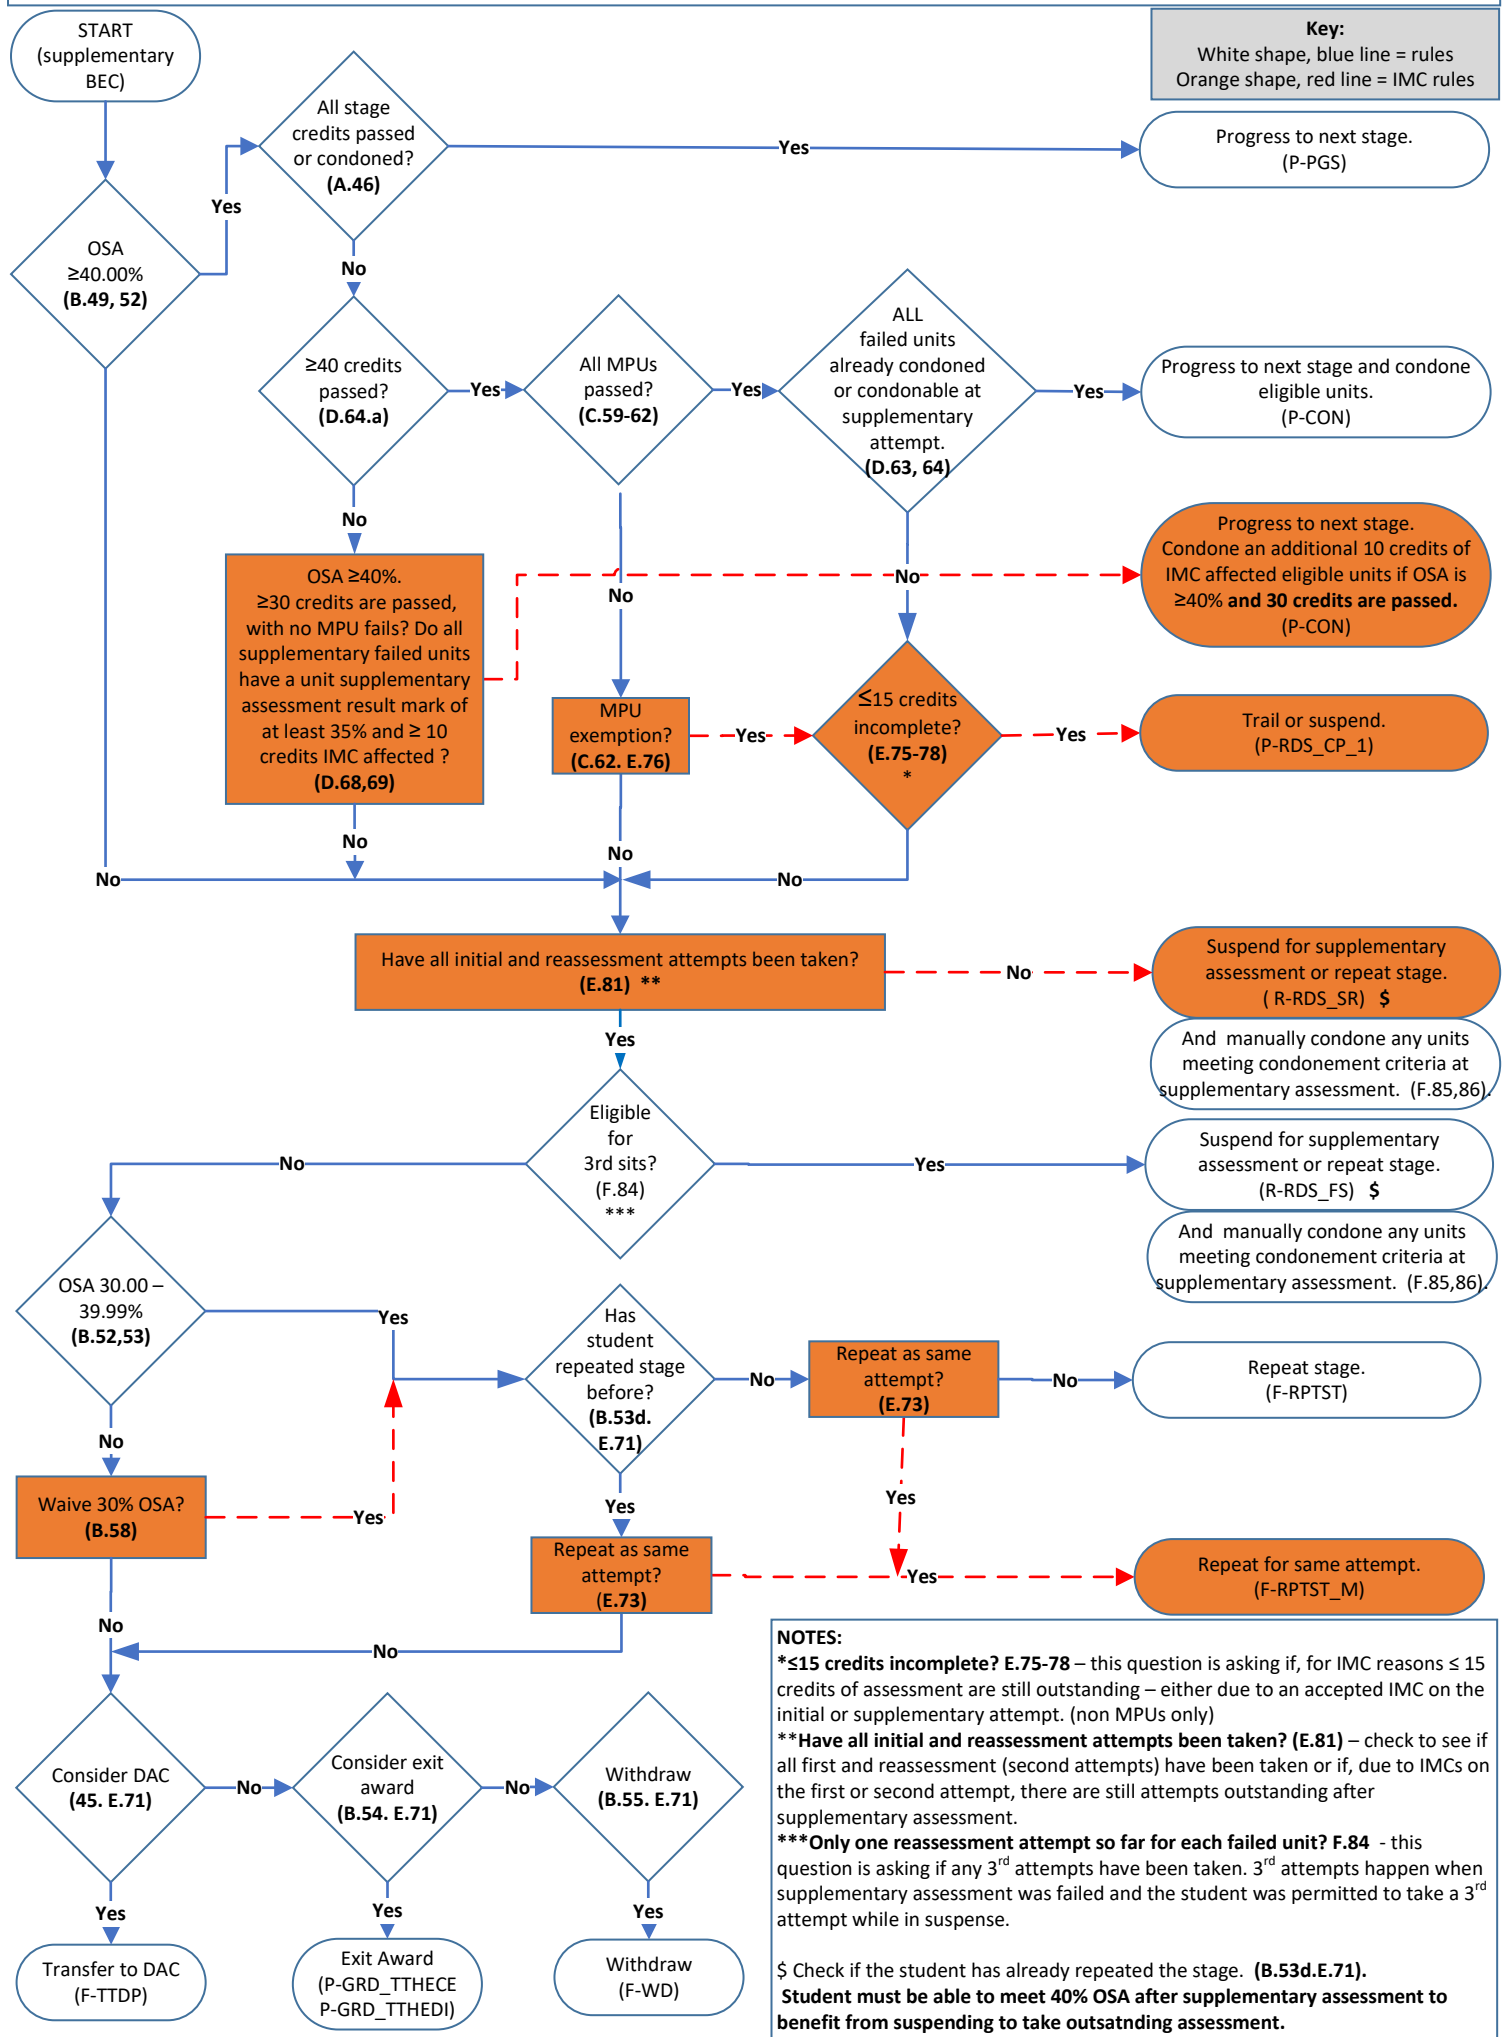 START
(supplementary
BEC)
Key:
White shape, blue line = rules
Orange shape, red line = IMC rules
All stage
credits passed
or condoned?
(A.46)
Yes
Progress to next stage.
(P-PGS)
Yes
OSA
≥40.00%
(B.49, 52)
No
≥40 credits
passed?
(D.64.a)
Yes
All MPUs
passed?
(C.59-62)
Yes
ALL
failed units
already condoned
or condonable at
supplementary
attempt.
(D.63, 64)
Yes
Progress to next stage and condone
eligible units.
(P-CON)
No
No
No
Progress to next stage.
Condone an additional 10 credits of
IMC affected eligible units if OSA is
≥40% and 30 credits are passed.
(P-CON)
OSA ≥40%.
≥30 credits are passed,
with no MPU fails? Do all
supplementary failed units
have a unit supplementary
assessment result mark of
at least 35% and ≥ 10
credits IMC affected ?
(D.68,69)
MPU
exemption?
(C.62. E.76)
Yes
≤15 credits
incomplete?
(E.75-78)
*
Yes
Trail or suspend.
(P-RDS_CP_1)
No
No
No
No
Have all initial and reassessment attempts been taken?
(E.81) **
No
Suspend for supplementary
assessment or repeat stage.
( R-RDS_SR) $
And manually condone any units
meeting condonement criteria at
supplementary assessment. (F.85,86).
Yes
Eligible
for
3rd sits?
(F.84)
***
No
Yes
Suspend for supplementary
assessment or repeat stage.
(R-RDS_FS) $
And manually condone any units
meeting condonement criteria at
supplementary assessment. (F.85,86).
OSA 30.00 –
39.99%
(B.52,53)
Yes
Has
student
repeated stage
before?
(B.53d.
E.71)
No
Repeat as same
attempt?
(E.73)
No
Repeat stage.
(F-RPTST)
No
Waive 30% OSA?
(B.58)
Yes
Yes
Yes
Repeat as same
attempt?
(E.73)
Yes
Repeat for same attempt.
(F-RPTST_M)
No
No
Consider DAC
(45. E.71)
No
Consider exit
award
(B.54. E.71)
No
Withdraw
(B.55. E.71)
Yes
Yes
Yes
Transfer to DAC
(F-TTDP)
Exit Award
(P-GRD_TTHECE
P-GRD_TTHEDI)
Withdraw
(F-WD)
NOTES:
*≤15 credits incomplete? E.75-78 – this question is asking if, for IMC reasons ≤ 15
credits of assessment are still outstanding – either due to an accepted IMC on the
initial or supplementary attempt. (non MPUs only)
**Have all initial and reassessment attempts been taken? (E.81) – check to see if
all first and reassessment (second attempts) have been taken or if, due to IMCs on
the first or second attempt, there are still attempts outstanding after
supplementary assessment.
***Only one reassessment attempt so far for each failed unit? F.84 - this
question is asking if any 3rd attempts have been taken. 3rd attempts happen when
supplementary assessment was failed and the student was permitted to take a 3rd
attempt while in suspense.
$ Check if the student has already repeated the stage. (B.53d.E.71).
Student must be able to meet 40% OSA after supplementary assessment to
benefit from suspending to take outsatnding assessment.